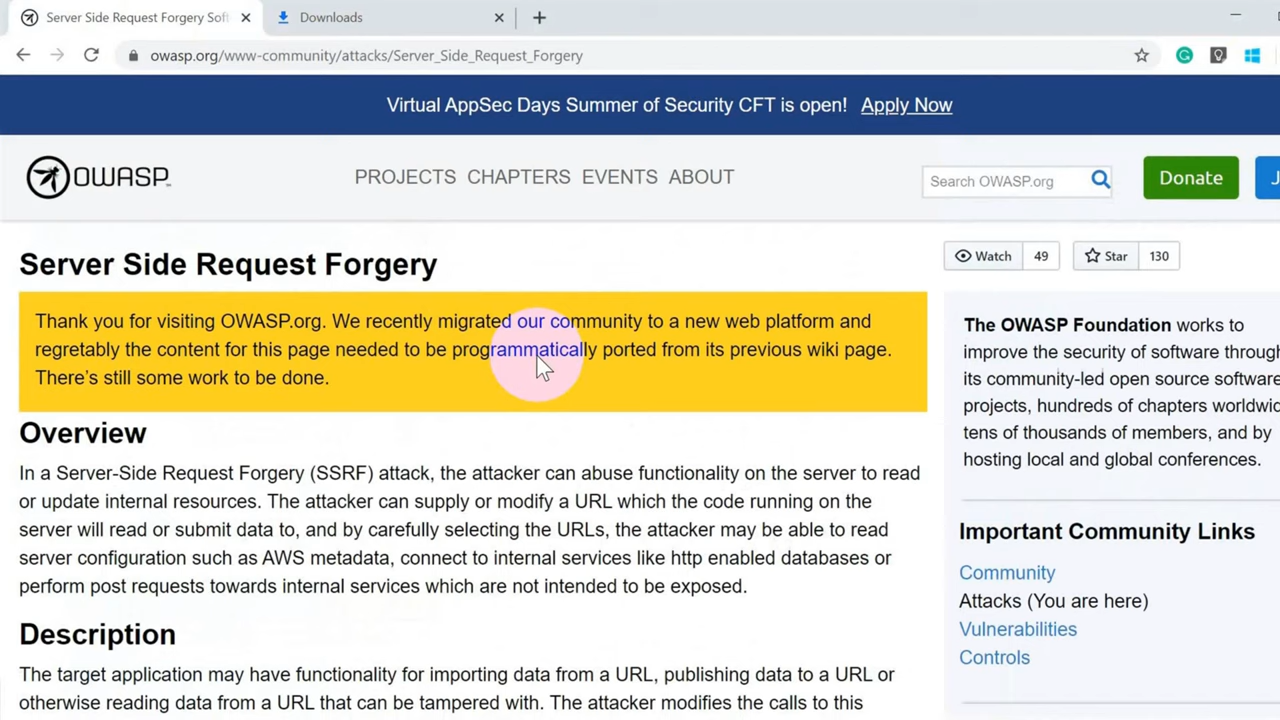 Server Side Request Forgery Soft
Downloads
owasp.org/www-community/attacks/Server_Side_Request_Forgery
Virtual AppSec Days Summer of Security CFT is open! Apply Now
OWASP
PROJECTS CHAPTERS EVENTS ABOUT
Search OWASP.org
Donate
J
Server Side Request Forgery
Watch 49
Star 130
Thank you for visiting OWASP.org. We recently migrated our community to a new web platform and
regretably the content for this page needed to be programmatically ported from its previous wiki page.
There's still some work to be done.
Overview
In a Server-Side Request Forgery (SSRF) attack, the attacker can abuse functionality on the server to read
or update internal resources. The attacker can supply or modify a URL which the code running on the
server will read or submit data to, and by carefully selecting the URLs, the attacker may be able to read
server configuration such as AWS metadata, connect to internal services like http enabled databases or
perform post requests towards internal services which are not intended to be exposed.
Description
The target application may have functionality for importing data from a URL, publishing data to a URL or
otherwise reading data from a URL that can be tampered with. The attacker modifies the calls to this
The OWASP Foundation works to
improve the security of software through
its community-led open source software
projects, hundreds of chapters worldwid
tens of thousands of members, and by
hosting local and global conferences.
Important Community Links
Community
Attacks (You are here)
Vulnerabilities
Controls